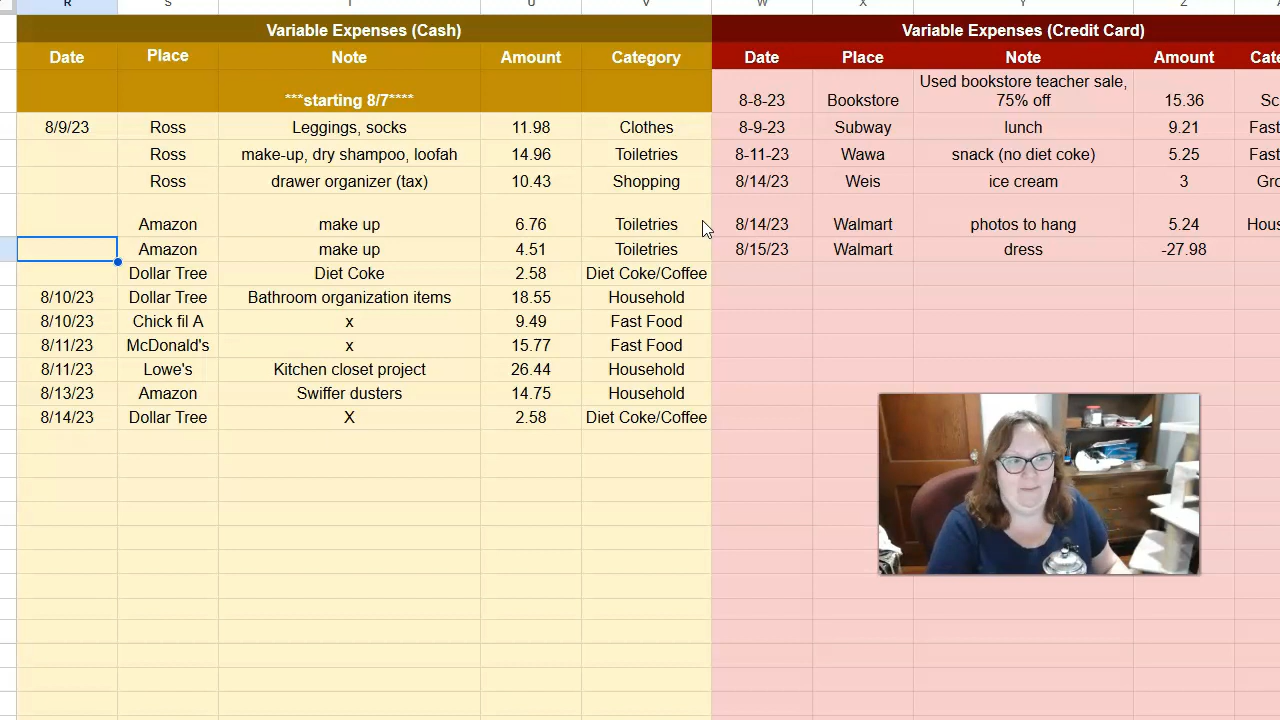 R S T U V W X Y Z
Variable Expenses (Cash) Variable Expenses (Credit Card)
Date Place Note Amount Category Date Place Note Amount Cate
Used bookstore teacher sale,
***starting 8/7**** 8-8-23 Bookstore 75% off 15.36 Sc
8/9/23 Ross Leggings, socks 11.98 Clothes 8-9-23 Subway lunch 9.21 Fast
Ross make-up, dry shampoo, loofah 14.96 Toiletries 8-11-23 Wawa snack (no diet coke) 5.25 Fast
Ross drawer organizer (tax) 10.43 Shopping 8/14/23 Weis ice cream 3 Gro
Amazon make up 6.76 Toiletries 8/14/23 Walmart photos to hang 5.24 Hous
Amazon make up 4.51 Toiletries 8/15/23 Walmart dress -27.98
Dollar Tree Diet Coke 2.58 Diet Coke/Coffee
8/10/23 Dollar Tree Bathroom organization items 18.55 Household
8/10/23 Chick fil A x 9.49 Fast Food
8/11/23 McDonald's x 15.77 Fast Food
8/11/23 Lowe's Kitchen closet project 26.44 Household
8/13/23 Amazon Swiffer dusters 14.75 Household
8/14/23 Dollar Tree X 2.58 Diet Coke/Coffee